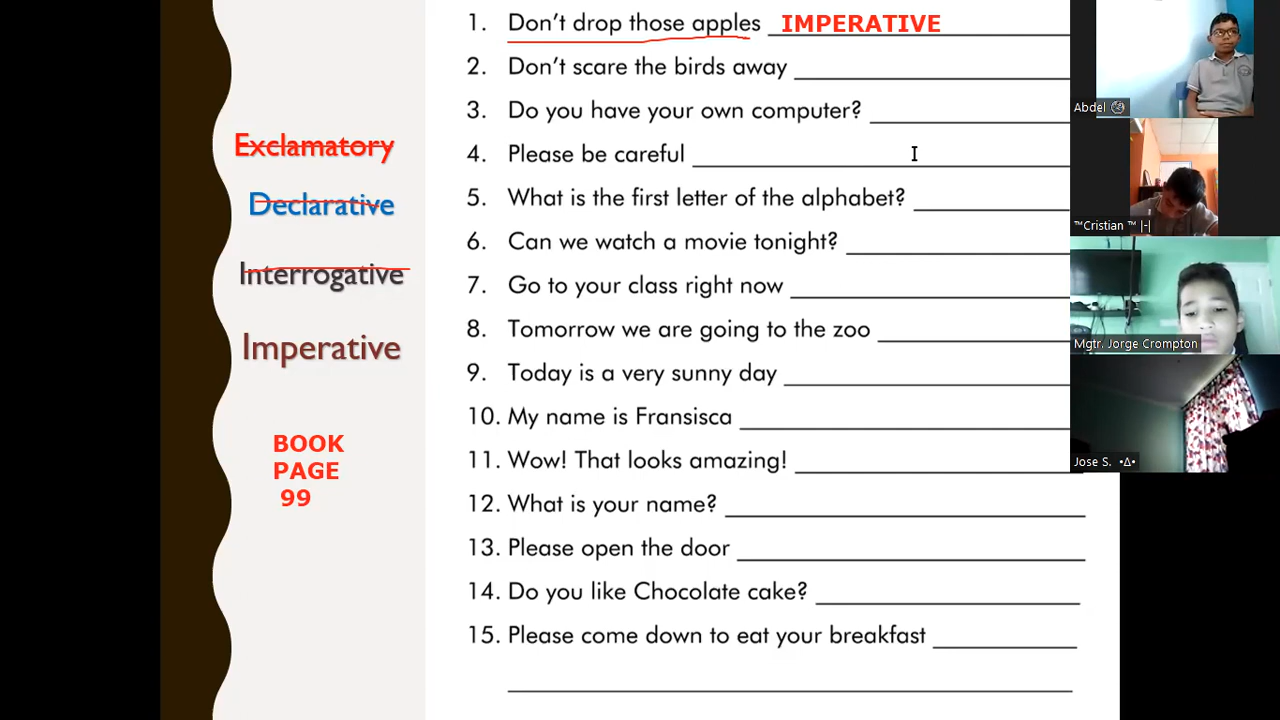 Exclamatory
Declarative
Interrogative
Imperative
BOOK
PAGE
99
1. Don't drop those apples IMPERATIVE
2. Don't scare the birds away
3. Do you have your own computer?
4. Please be careful
5. What is the first letter of the alphabet?
6. Can we watch a movie tonight?
7. Go to your class right now
8. Tomorrow we are going to the zoo
9. Today is a very sunny day
10. My name is Fransisca
11. Wow! That looks amazing!
12. What is your name?
13. Please open the door
14. Do you like Chocolate cake?
15. Please come down to eat your breakfast
Abdel
™Cristian ™ |-|
Mgtr. Jorge Crompton
Jose S. •Δ•